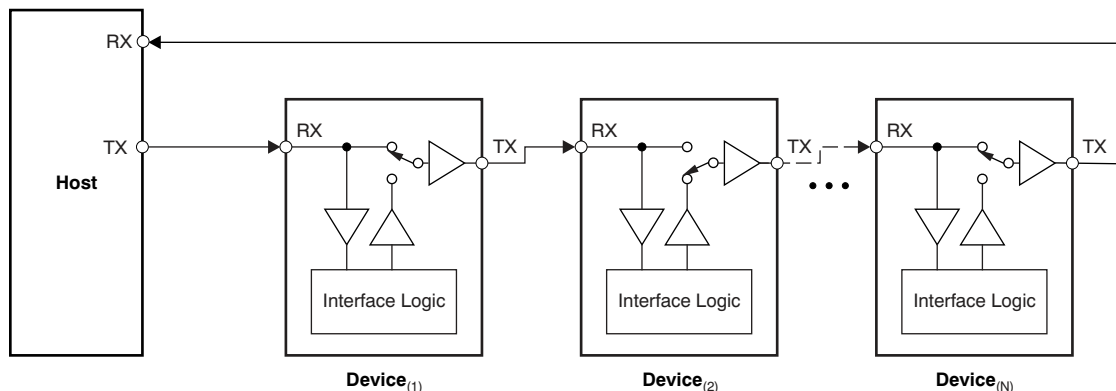 RX
TX
Host
RX
TX
Interface Logic
Device(1)
RX
TX
Interface Logic
Device(2)
RX
TX
Interface Logic
Device(N)